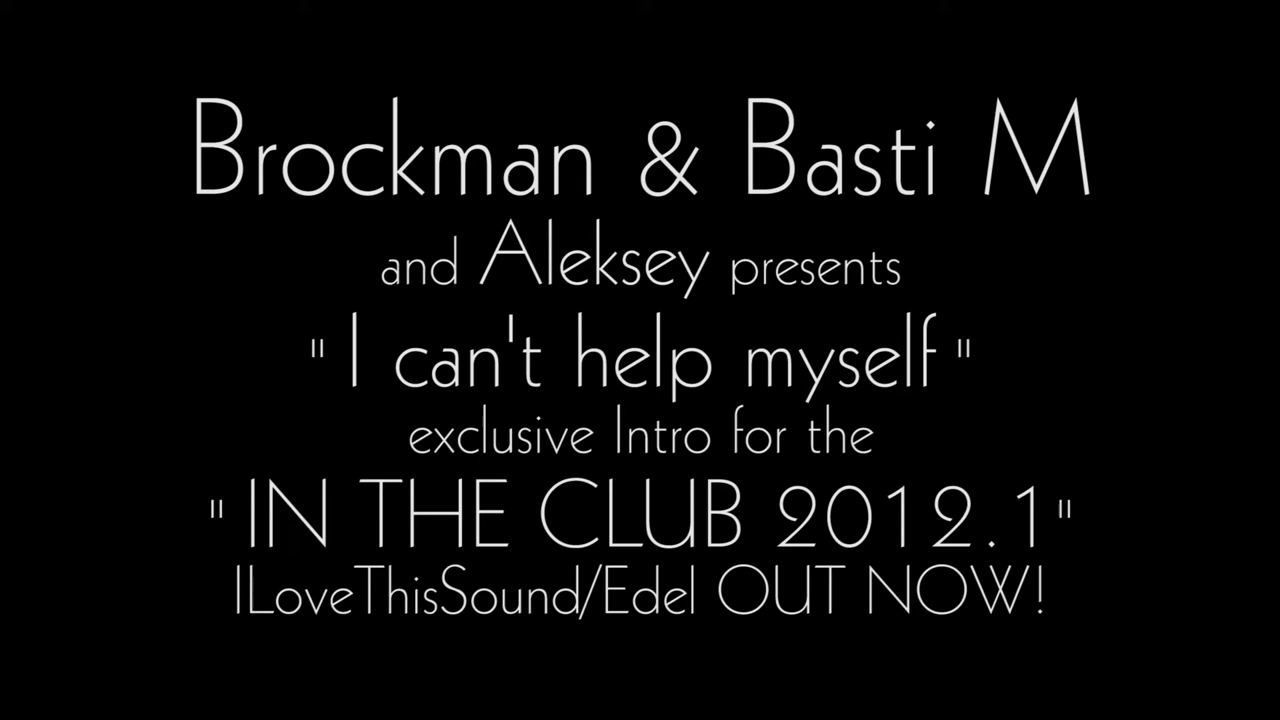 Brockman & Basti M
and Aleksey presents
" I can't help myself "
exclusive Intro for the
" IN THE CLUB 2012.1 "
ILoveThisSound/Edel OUT NOW!